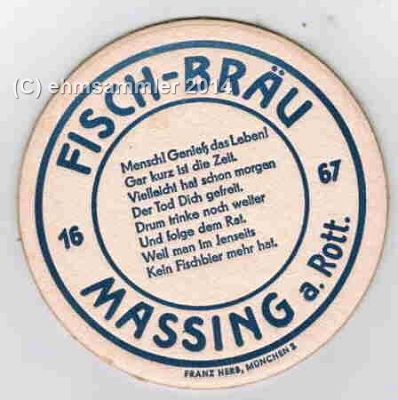 (C) ehmsammler 2014
FISCH-BRÄU
Mensch! Genieß das Leben!
Gar kurz ist die Zeit.
Vielleicht hat schon morgen
Der Tod Dich gefreit.
Drum trinke noch weiter
Und folge dem Rat.
Weil man im Jenseits
Kein Fischbier mehr hat.
16 67
MASSING a. Rott.
FRANZ HERB, MÜNCHEN 2